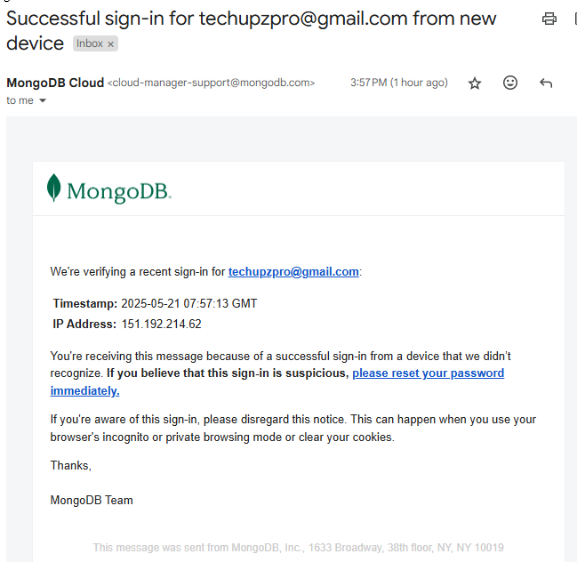 Successful sign-in for techupzpro@gmail.com from new
device Inbox x
MongoDB Cloud <cloud-manager-support@mongodb.com> 3:57 PM (1 hour ago)
to me
MongoDB.
We're verifying a recent sign-in for techupzpro@gmail.com:
Timestamp: 2025-05-21 07:57:13 GMT
IP Address: 151.192.214.62
You're receiving this message because of a successful sign-in from a device that we didn't
recognize. If you believe that this sign-in is suspicious, please reset your password
immediately.
If you're aware of this sign-in, please disregard this notice. This can happen when you use your
browser's incognito or private browsing mode or clear your cookies.
Thanks,
MongoDB Team
This message was sent from MongoDB, Inc., 1633 Broadway, 38th floor, NY, NY 10019